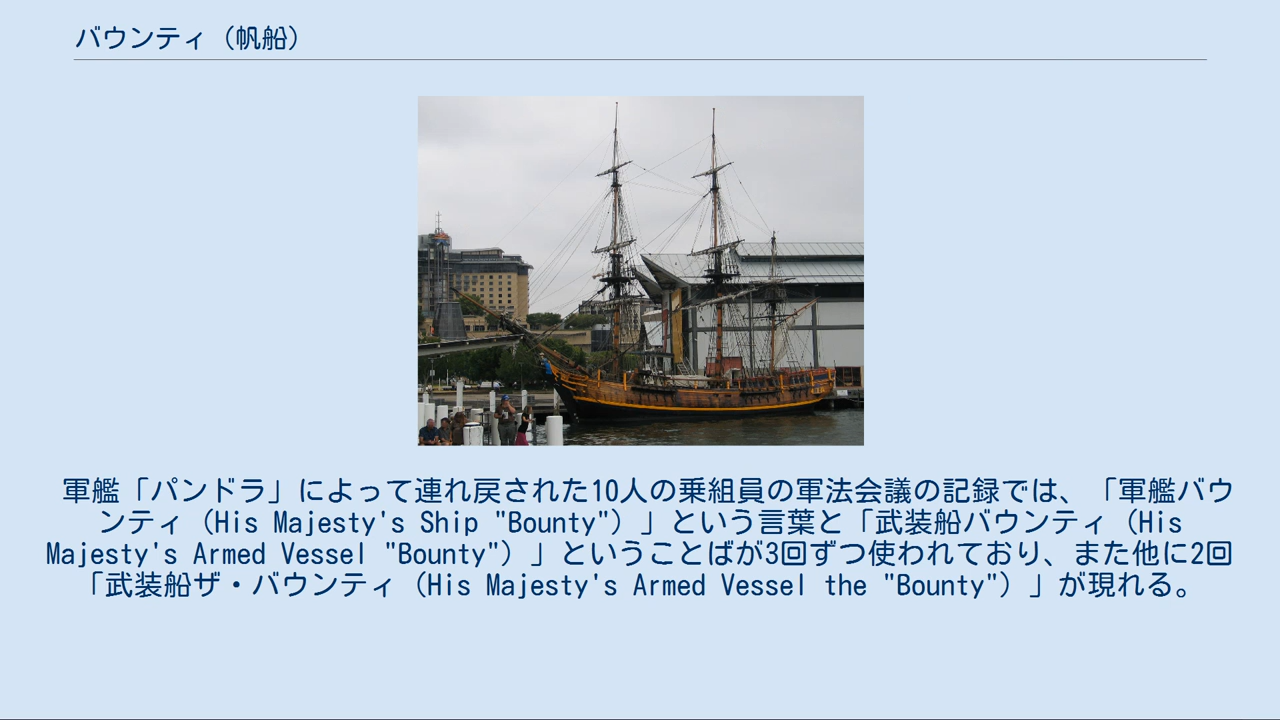 バウンティ（帆船）
軍艦「パンドラ」によって連れ戻された10人の乗組員の軍法会議の記録では、「軍艦バウ
ンティ（His Majesty's Ship "Bounty"）」という言葉と「武装船バウンティ（His
Majesty's Armed Vessel "Bounty"）」ということばが3回ずつ使われており、また他に2回
「武装船ザ・バウンティ（His Majesty's Armed Vessel the "Bounty"）」が現れる。